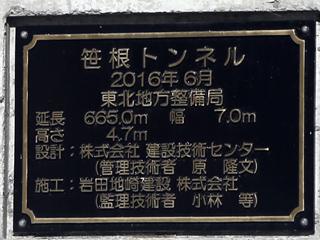 笹根トンネル
2016年 6月
東北地方整備局
延長 665.0m 幅 7.0m
高さ 4.7m
設計：株式会社 建設技術センター
(管理技術者 原 隆文)
施工：岩田地崎建設 株式会社
(監理技術者 小林 等)